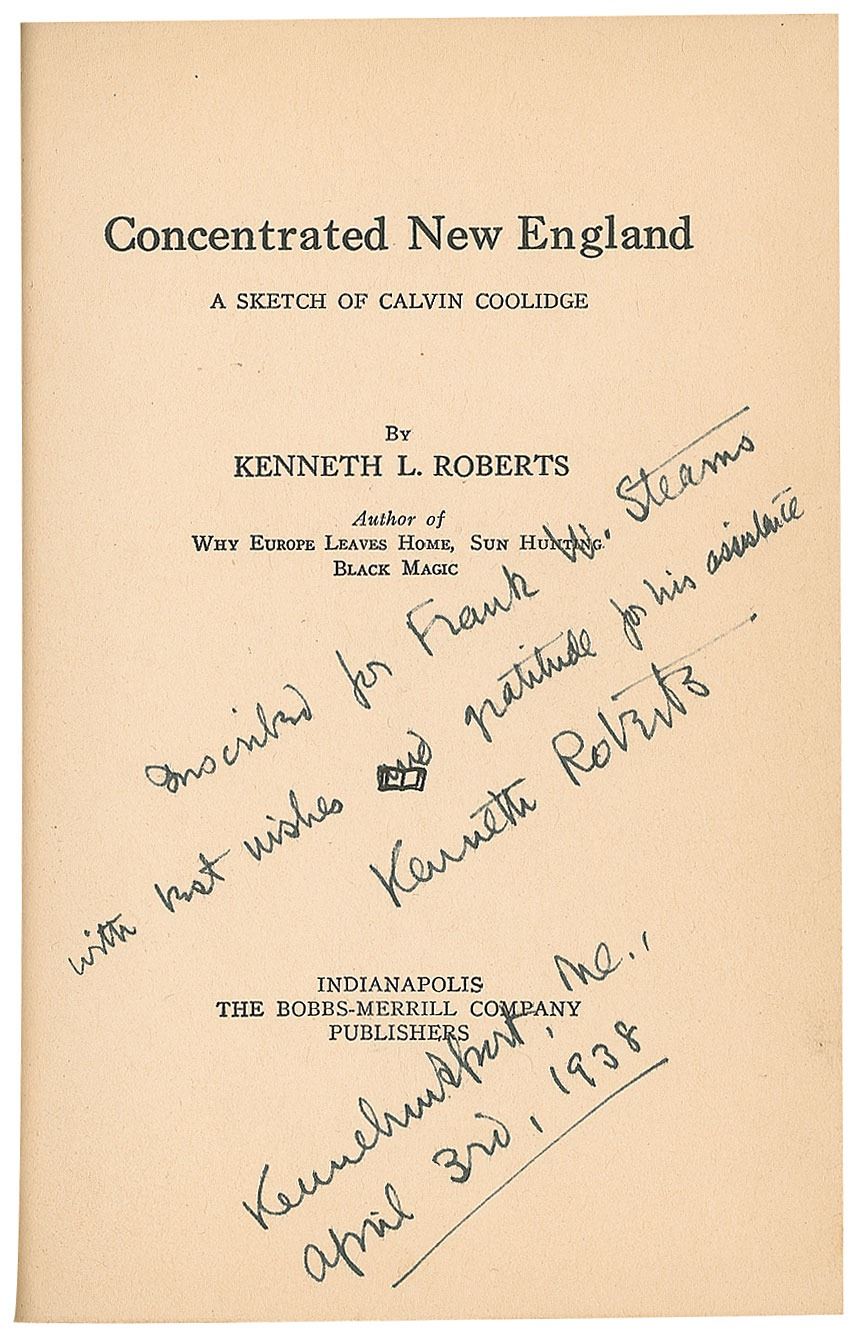 Concentrated New England
A SKETCH OF CALVIN COOLIDGE
BY
KENNETH L. ROBERTS
Author of
WHY EUROPE LEAVES HOME, SUN HUNTING
BLACK MAGIC
Inscribed for Frank W. Stearns
with best wishes and gratitude for his assistance
Kenneth Roberts
INDIANAPOLIS
THE BOBBS-MERRILL COMPANY
PUBLISHERS
Kennebunkport, Me.,
April 3rd, 1938